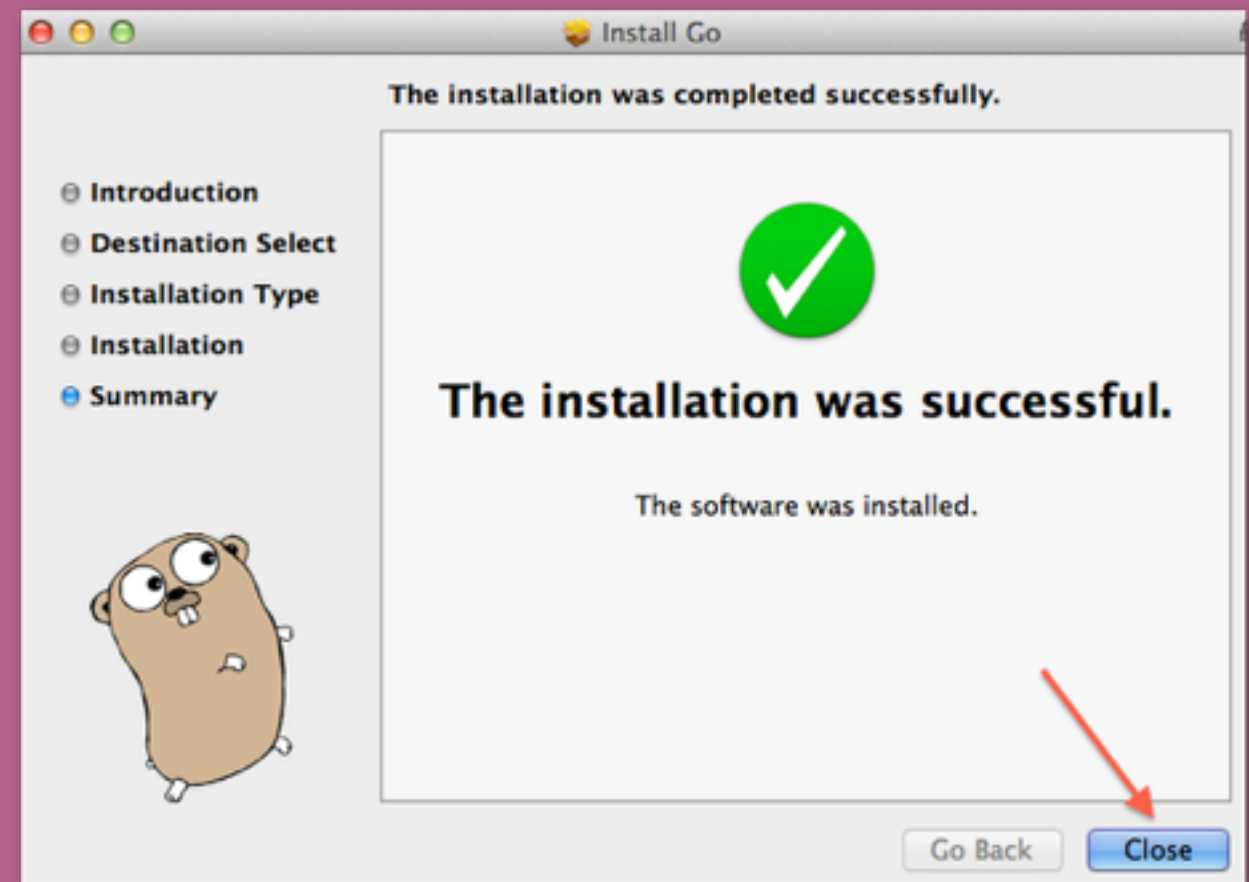 Install Go
The installation was completed successfully.
Introduction
Destination Select
Installation Type
Installation
Summary
The installation was successful.
The software was installed.
Go Back
Close